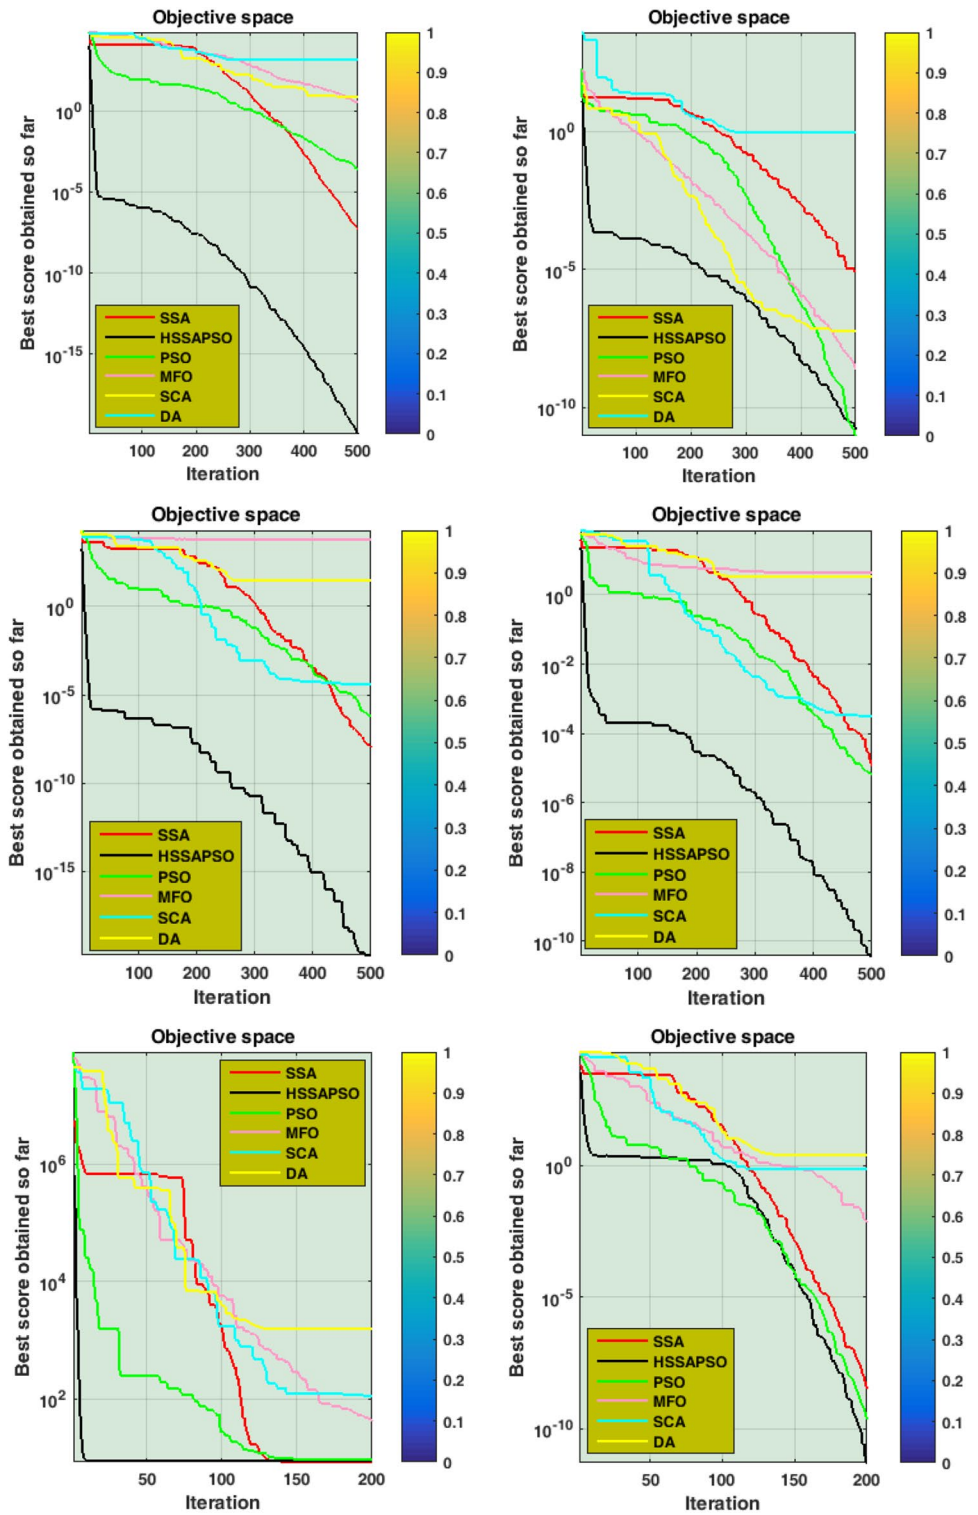 Objective space
Best score obtained so far
10^0
10^-5
10^-10
10^-15
SSA
HSSAPSO
PSO
MFO
SCA
DA
100 200 300 400 500
Iteration
1
0.9
0.8
0.7
0.6
0.5
0.4
0.3
0.2
0.1
0
Objective space
Best score obtained so far
10^0
10^-5
10^-10
SSA
HSSAPSO
PSO
MFO
SCA
DA
100 200 300 400 500
Iteration
1
0.9
0.8
0.7
0.6
0.5
0.4
0.3
0.2
0.1
0
Objective space
Best score obtained so far
10^0
10^-5
10^-10
10^-15
SSA
HSSAPSO
PSO
MFO
SCA
DA
100 200 300 400 500
Iteration
1
0.9
0.8
0.7
0.6
0.5
0.4
0.3
0.2
0.1
0
Objective space
Best score obtained so far
10^0
10^-2
10^-4
10^-6
10^-8
10^-10
SSA
HSSAPSO
PSO
MFO
SCA
DA
100 200 300 400 500
Iteration
1
0.9
0.8
0.7
0.6
0.5
0.4
0.3
0.2
0.1
0
Objective space
Best score obtained so far
10^6
10^4
10^2
SSA
HSSAPSO
PSO
MFO
SCA
DA
50 100 150 200
Iteration
1
0.9
0.8
0.7
0.6
0.5
0.4
0.3
0.2
0.1
0
Objective space
Best score obtained so far
10^0
10^-5
10^-10
SSA
HSSAPSO
PSO
MFO
SCA
DA
50 100 150 200
Iteration
1
0.9
0.8
0.7
0.6
0.5
0.4
0.3
0.2
0.1
0